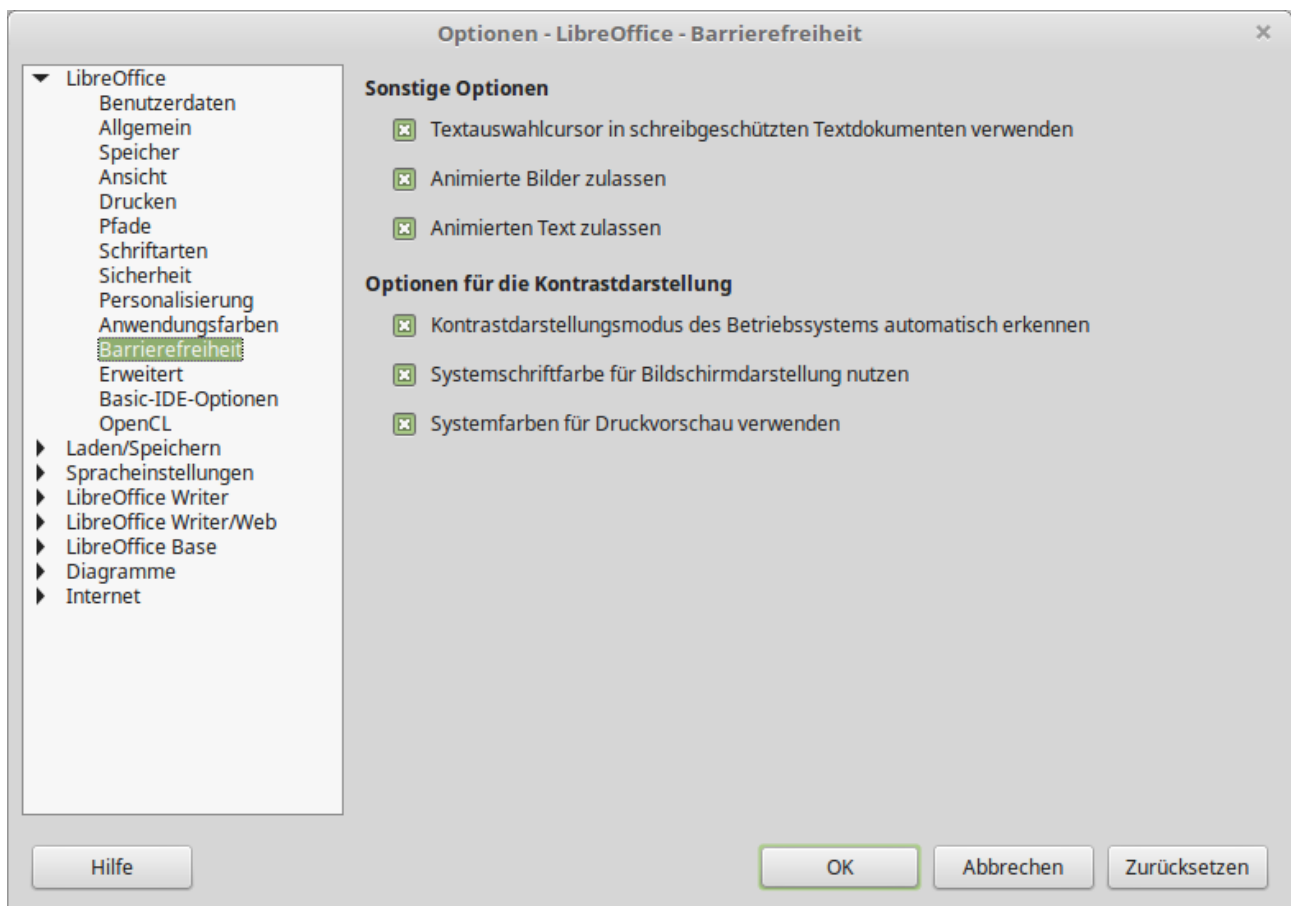 Optionen - LibreOffice - Barrierefreiheit
LibreOffice
Benutzerdaten
Allgemein
Speicher
Ansicht
Drucken
Pfade
Schriftarten
Sicherheit
Personalisierung
Anwendungsfarben
Barrierefreiheit
Erweitert
Basic-IDE-Optionen
OpenCL
Laden/Speichern
Spracheinstellungen
LibreOffice Writer
LibreOffice Writer/Web
LibreOffice Base
Diagramme
Internet
Sonstige Optionen
Textauswahlcursor in schreibgeschützten Textdokumenten verwenden
Animierte Bilder zulassen
Animierten Text zulassen
Optionen für die Kontrastdarstellung
Kontrastdarstellungsmodus des Betriebssystems automatisch erkennen
Systemschriftfarbe für Bildschirmdarstellung nutzen
Systemfarben für Druckvorschau verwenden
Hilfe
OK
Abbrechen
Zurücksetzen